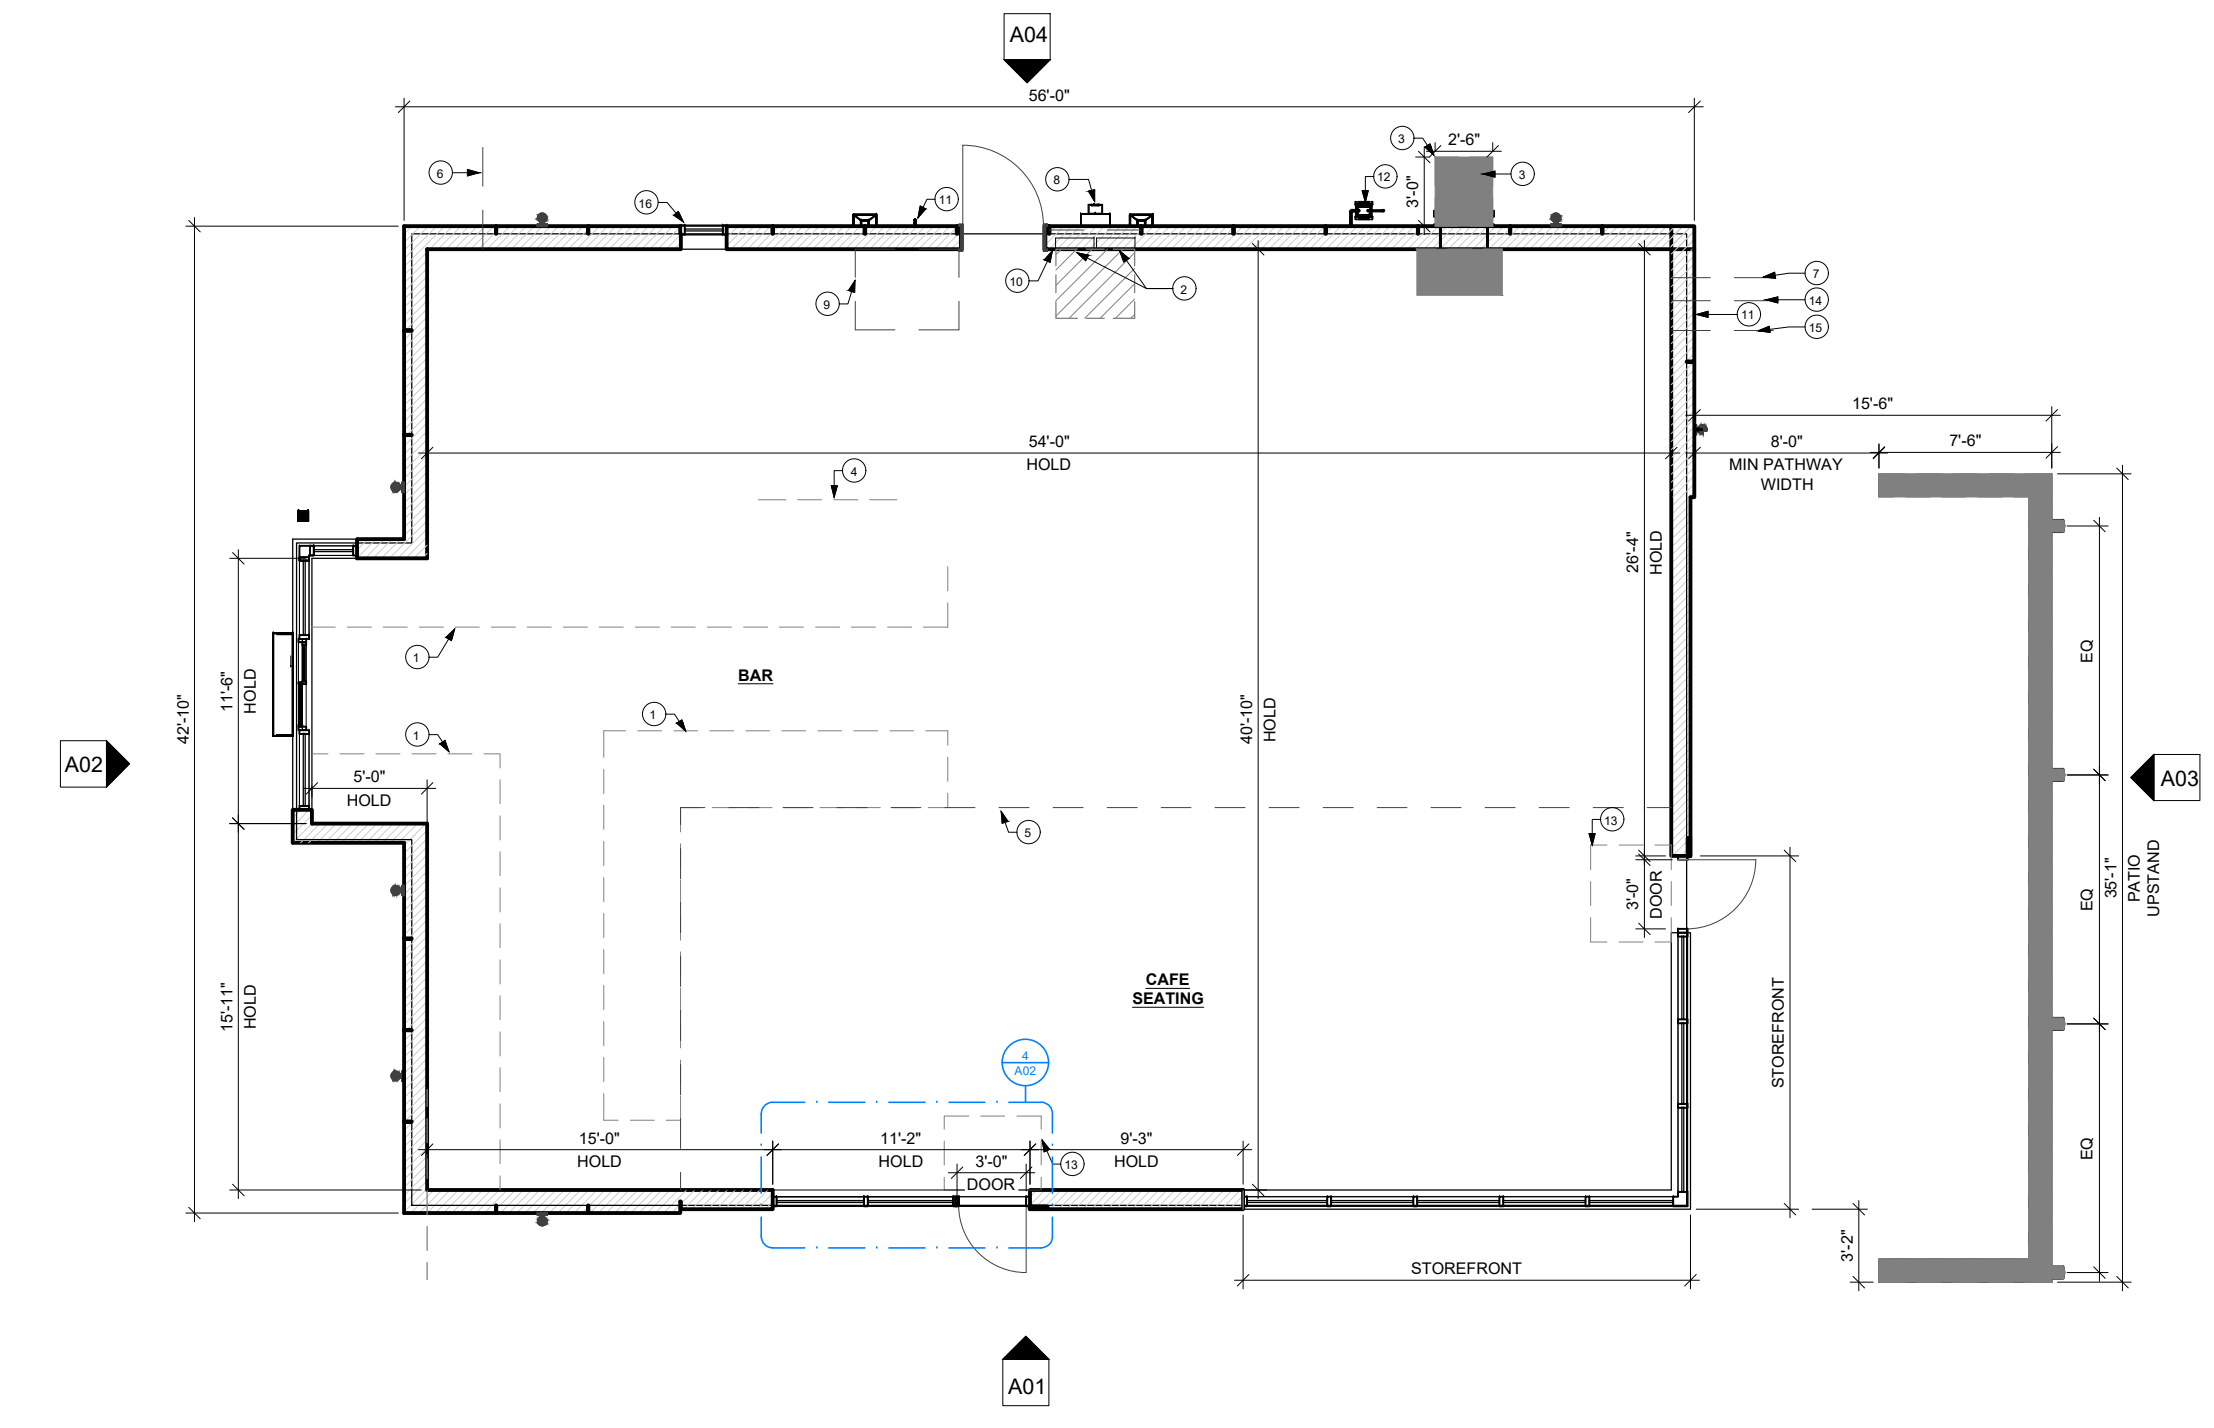 A04
56'-0"
3
2'-6"
6
8
12
3
16
11
3'-0"
10
9
2
7
14
11
15
15'-6"
54'-0"
HOLD
8'-0"
MIN PATHWAY
WIDTH
7'-6"
4
26'-4"
HOLD
1
BAR
11'-6"
HOLD
42'-10"
1
1
40'-10"
HOLD
EQ
A02
5'-0"
HOLD
A03
5
13
3'-0"
DOOR
EQ
35'-1"
PATIO
UPSTAND
15'-11"
HOLD
CAFE
SEATING
STOREFRONT
4
A02
15'-0"
HOLD
11'-2"
HOLD
9'-3"
HOLD
3'-0"
DOOR
13
EQ
3'-2"
STOREFRONT
A01